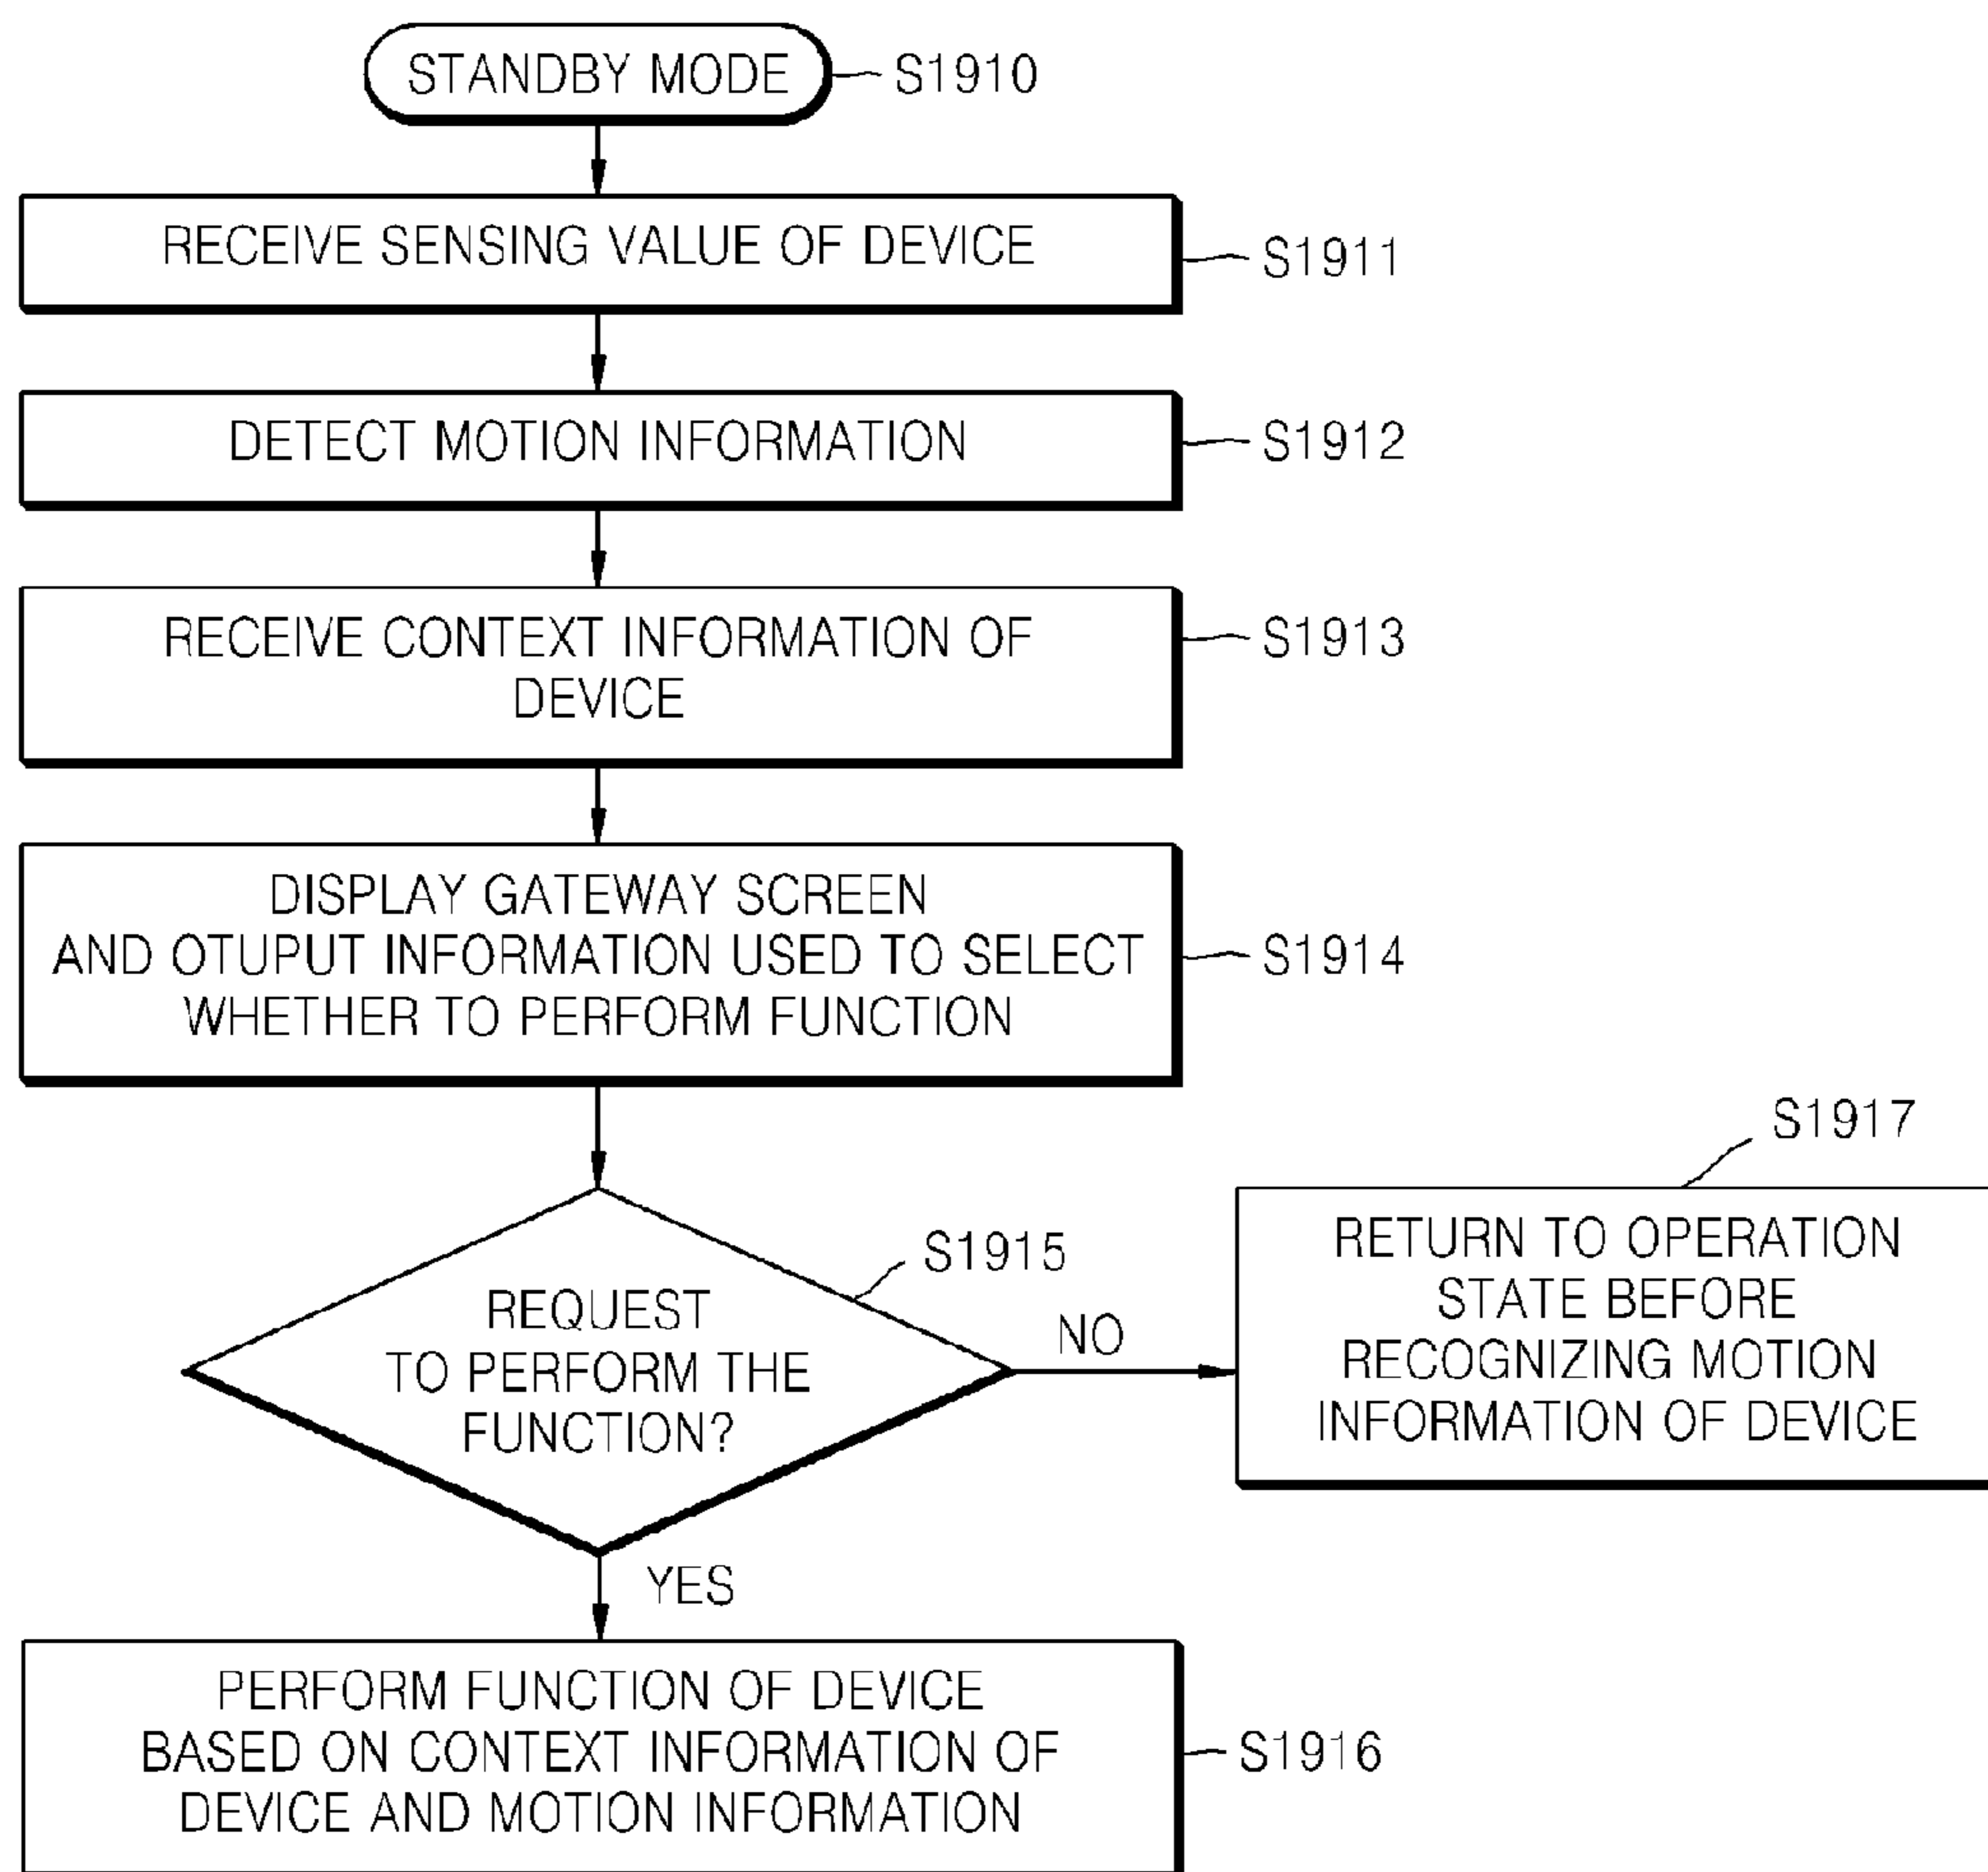 STANDBY MODE
S1910
RECEIVE SENSING VALUE OF DEVICE
S1911
DETECT MOTION INFORMATION
S1912
RECEIVE CONTEXT INFORMATION OF
DEVICE
S1913
DISPLAY GATEWAY SCREEN
AND OTUPUT INFORMATION USED TO SELECT
WHETHER TO PERFORM FUNCTION
S1914
REQUEST
TO PERFORM THE
FUNCTION?
S1915
NO
S1917
RETURN TO OPERATION
STATE BEFORE
RECOGNIZING MOTION
INFORMATION OF DEVICE
YES
PERFORM FUNCTION OF DEVICE
BASED ON CONTEXT INFORMATION OF
DEVICE AND MOTION INFORMATION
S1916